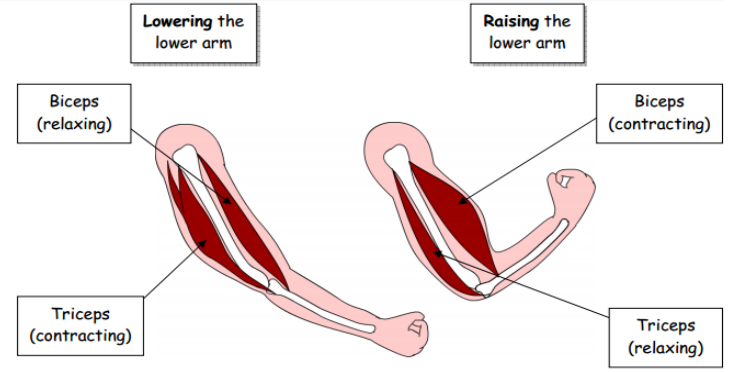 Lowering the
lower arm
Raising the
lower arm
Biceps
(relaxing)
Biceps
(contracting)
Triceps
(contracting)
Triceps
(relaxing)